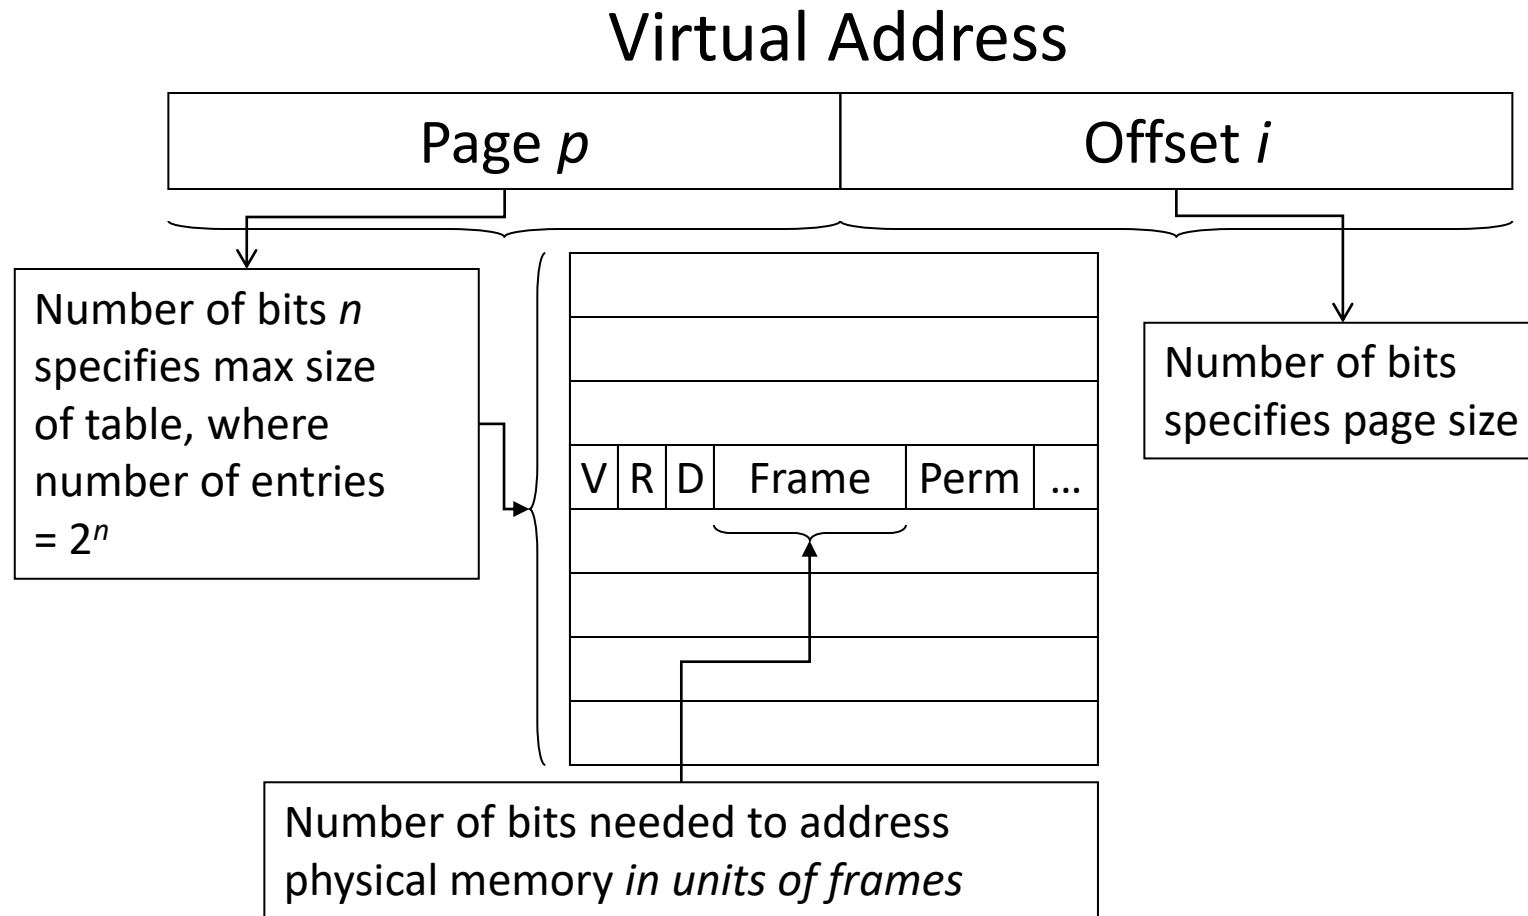 Virtual Address
Page p
Offset i
Number of bits n
specifies max size
of table, where
number of entries
= 2ⁿ
Number of bits
specifies page size
V R D Frame Perm ...
Number of bits needed to address
physical memory in units of frames